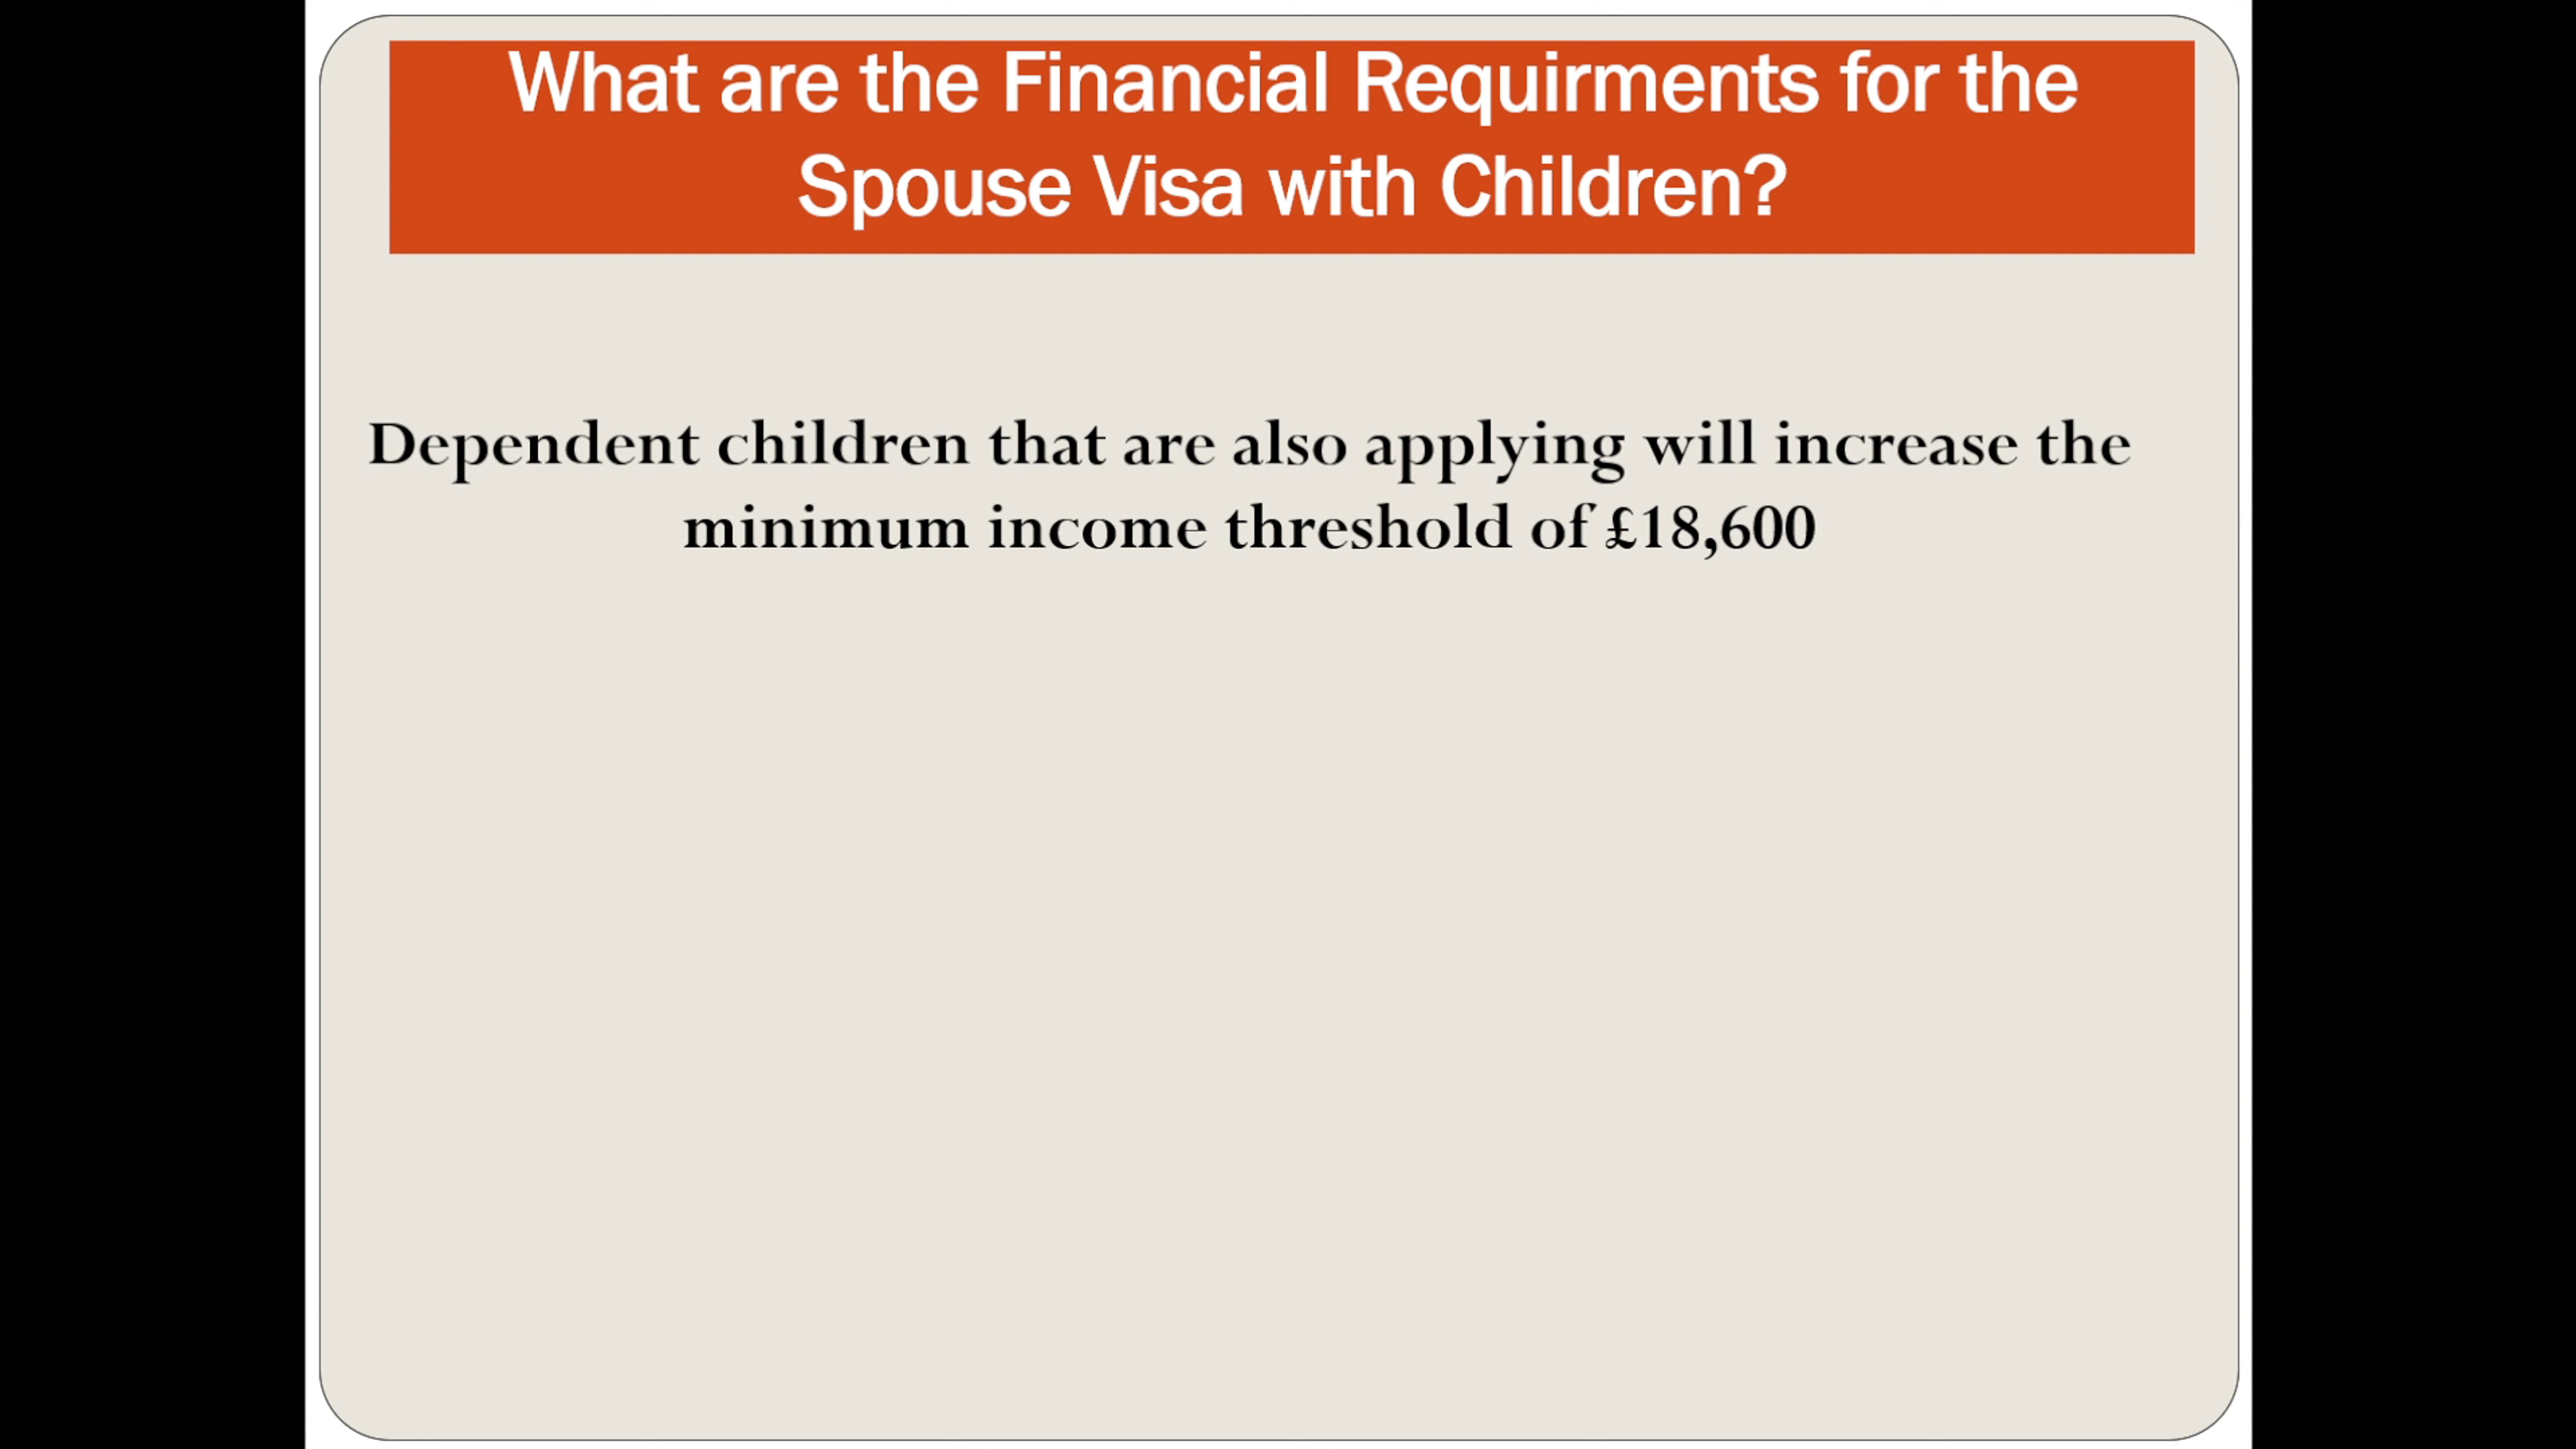 What are the Financial Requirments for the
Spouse Visa with Children?
Dependent children that are also applying will increase the
minimum income threshold of £18,600